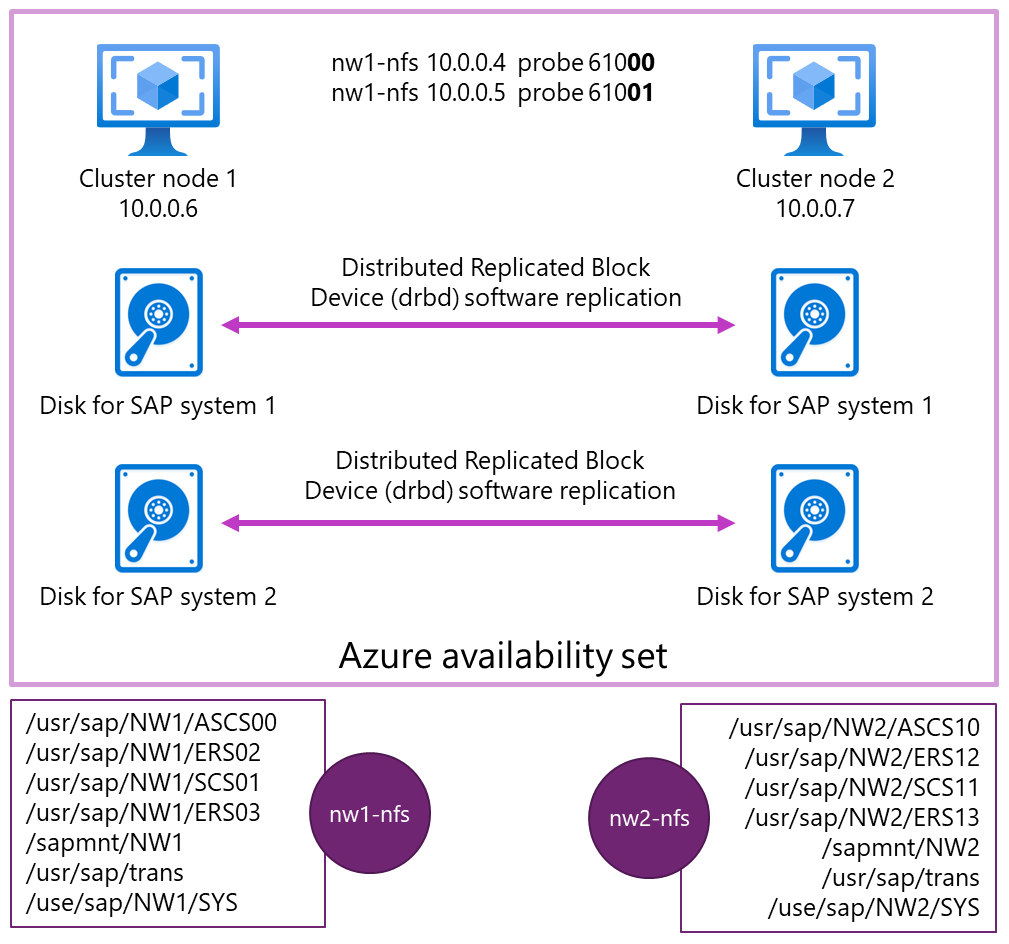 nw1-nfs 10.0.0.4 probe 61000
nw1-nfs 10.0.0.5 probe 61001
Cluster node 1
10.0.0.6
Cluster node 2
10.0.0.7
Distributed Replicated Block
Device (drbd) software replication
Disk for SAP system 1
Disk for SAP system 1
Distributed Replicated Block
Device (drbd) software replication
Disk for SAP system 2
Disk for SAP system 2
Azure availability set
/usr/sap/NW1/ASCS00
/usr/sap/NW1/ERS02
/usr/sap/NW1/SCS01
/usr/sap/NW1/ERS03
/sapmnt/NW1
/usr/sap/trans
/use/sap/NW1/SYS
nw1-nfs
nw2-nfs
/usr/sap/NW2/ASCS10
/usr/sap/NW2/ERS12
/usr/sap/NW2/SCS11
/usr/sap/NW2/ERS13
/sapmnt/NW2
/usr/sap/trans
/use/sap/NW2/SYS